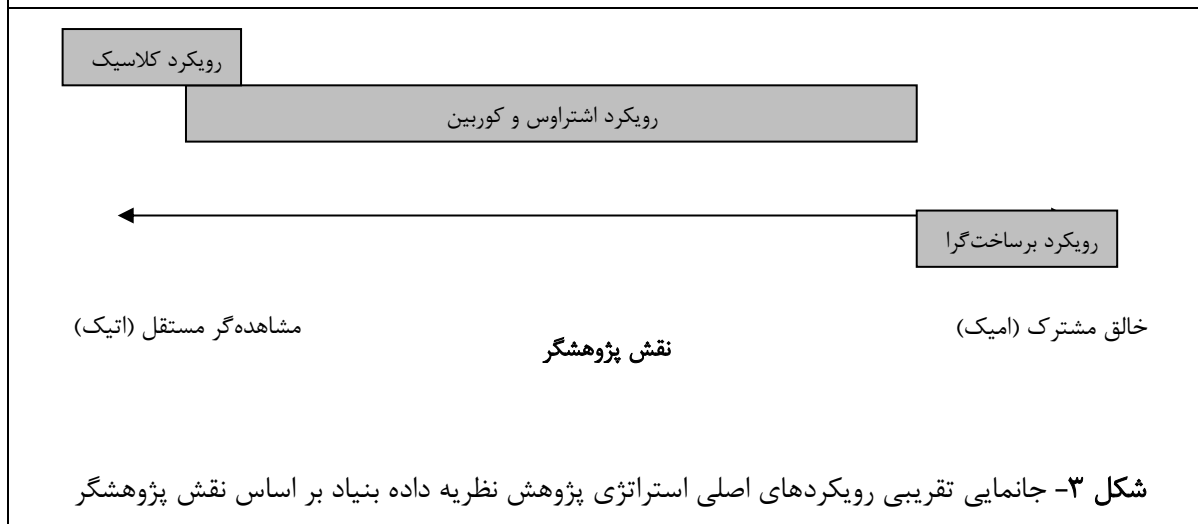 رویکرد کلاسیک
رویکرد اشتراوس و کوربین
رویکرد برساخت‌گرا
خالق مشترک (امیک)
مشاهده‌گر مستقل (اتیک)
نقش پژوهشگر
شکل ۳- جانمایی تقریبی رویکردهای اصلی استراتژی پژوهش نظریه داده بنیاد بر اساس نقش پژوهشگر